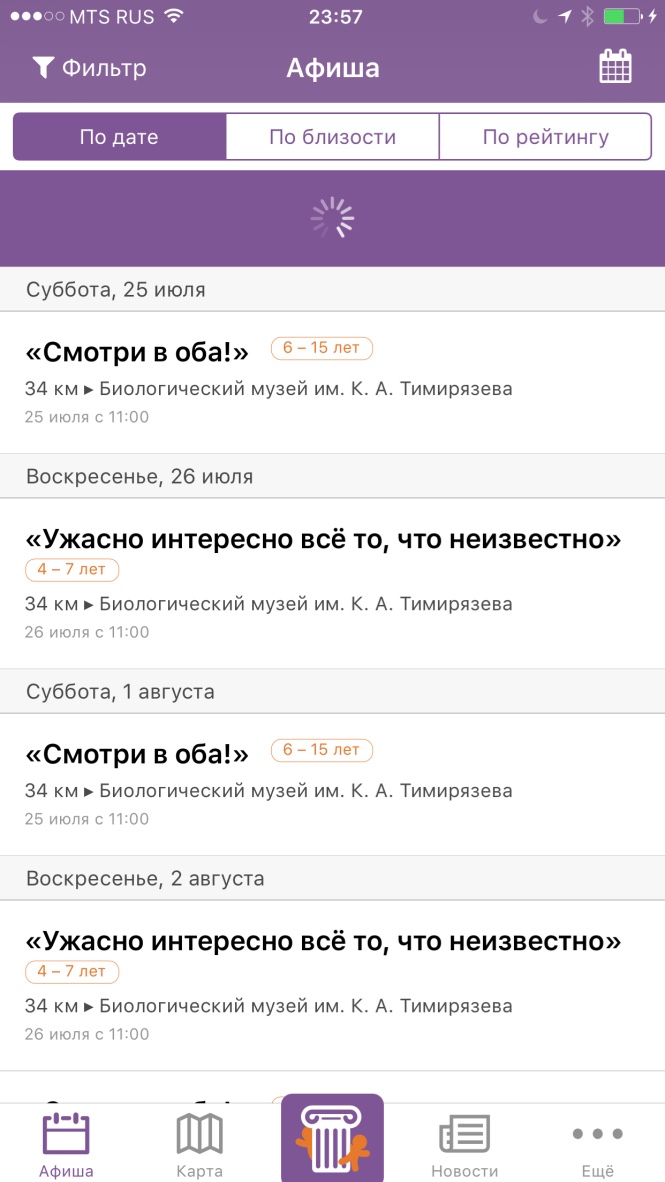 MTS RUS 23:57
Фильтр Афиша
По дате По близости По рейтингу
Суббота, 25 июля
«Смотри в оба!» 6 – 15 лет
34 км ▸ Биологический музей им. К. А. Тимирязева
25 июля с 11:00
Воскресенье, 26 июля
«Ужасно интересно всё то, что неизвестно»
4 – 7 лет
34 км ▸ Биологический музей им. К. А. Тимирязева
26 июля с 11:00
Суббота, 1 августа
«Смотри в оба!» 6 – 15 лет
34 км ▸ Биологический музей им. К. А. Тимирязева
25 июля с 11:00
Воскресенье, 2 августа
«Ужасно интересно всё то, что неизвестно»
4 – 7 лет
34 км ▸ Биологический музей им. К. А. Тимирязева
26 июля с 11:00
Афиша Карта Новости Ещё